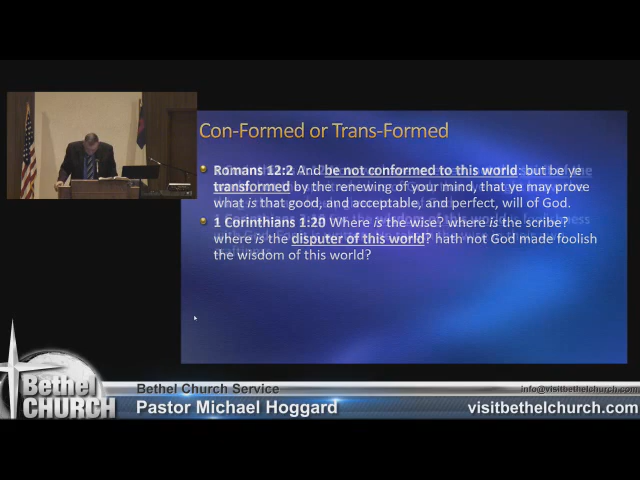 Con-Formed or Trans-Formed
Romans 12:2 And be not conformed to this world: but be ye
transformed by the renewing of your mind, that ye may prove
what is that good, and acceptable, and perfect, will of God.
1 Corinthians 1:20 Where is the wise? where is the scribe?
where is the disputer of this world? hath not God made foolish
the wisdom of this world?
Bethel
CHURCH
Bethel Church Service
info@visitbethelchurch.com
Pastor Michael Hoggard
visitbethelchurch.com